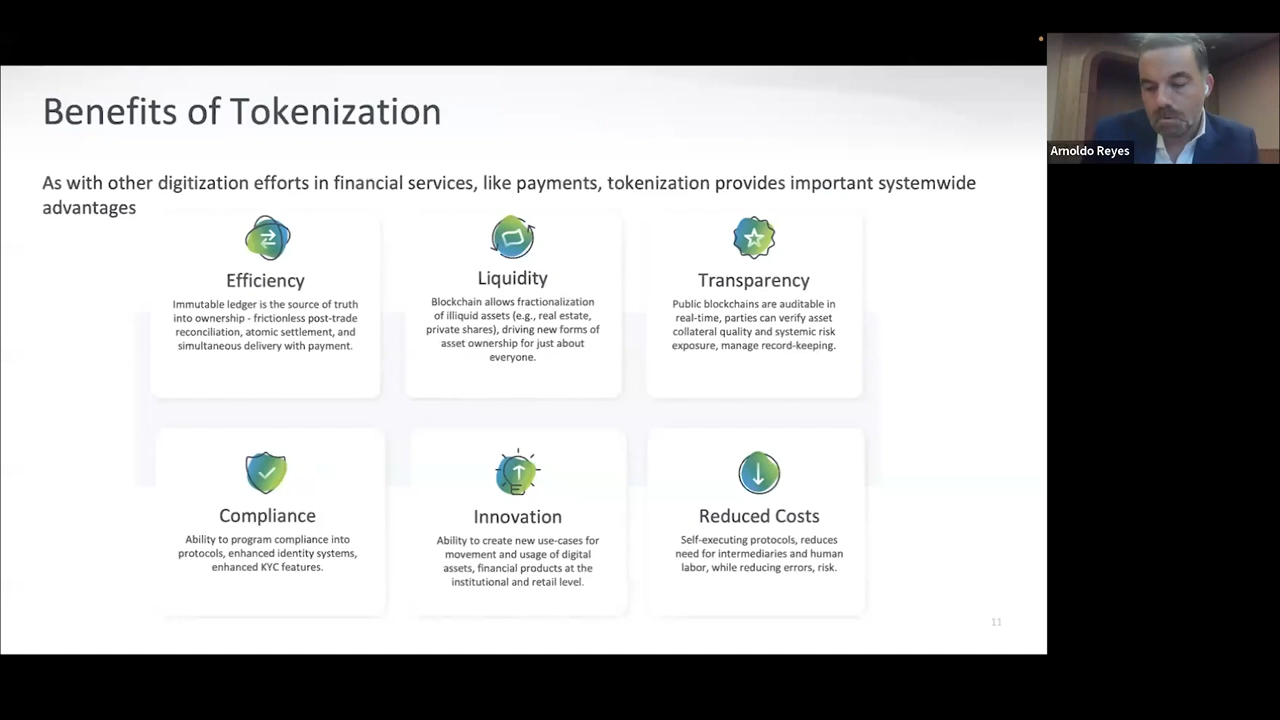 Benefits of Tokenization
As with other digitization efforts in financial services, like payments, tokenization provides important systemwide
advantages
Efficiency
Immutable ledger is the source of truth
into ownership - frictionless post-trade
reconciliation, atomic settlement, and
simultaneous delivery with payment.
Liquidity
Blockchain allows fractionalization
of illiquid assets (e.g., real estate,
private shares), driving new forms of
asset ownership for just about
everyone.
Transparency
Public blockchains are auditable in
real-time, parties can verify asset
collateral quality and systemic risk
exposure, manage record-keeping.
Compliance
Ability to program compliance into
protocols, enhanced identity systems,
enhanced KYC features.
Innovation
Ability to create new use-cases for
movement and usage of digital
assets, financial products at the
institutional and retail level.
Reduced Costs
Self-executing protocols, reduces
need for intermediaries and human
labor, while reducing errors, risk.
11
Arnoldo Reyes